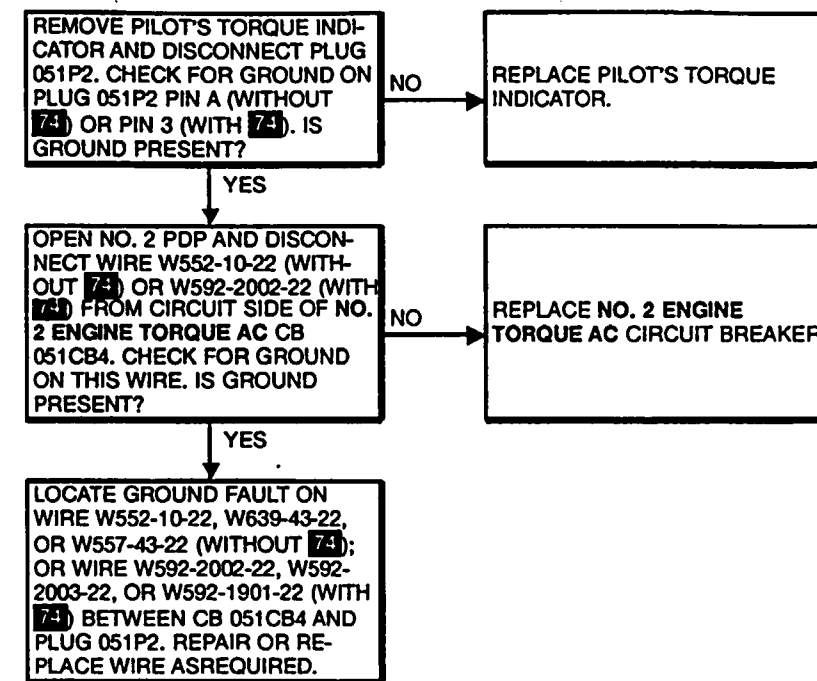 REMOVE PILOT'S TORQUE INDI-
CATOR AND DISCONNECT PLUG
051P2. CHECK FOR GROUND ON
PLUG 051P2 PIN A (WITHOUT
74) OR PIN 3 (WITH 74). IS
GROUND PRESENT?
NO
REPLACE PILOT'S TORQUE
INDICATOR.
YES
OPEN NO. 2 PDP AND DISCON-
NECT WIRE W552-10-22 (WITH-
OUT 74) OR W592-2002-22 (WITH
74) FROM CIRCUIT SIDE OF NO.
2 ENGINE TORQUE AC CB
051CB4. CHECK FOR GROUND
ON THIS WIRE. IS GROUND
PRESENT?
NO
REPLACE NO. 2 ENGINE
TORQUE AC CIRCUIT BREAKER
YES
LOCATE GROUND FAULT ON
WIRE W552-10-22, W639-43-22,
OR W557-43-22 (WITHOUT 74);
OR WIRE W592-2002-22, W592-
2003-22, OR W592-1901-22 (WITH
74) BETWEEN CB 051CB4 AND
PLUG 051P2. REPAIR OR RE-
PLACE WIRE ASREQUIRED.